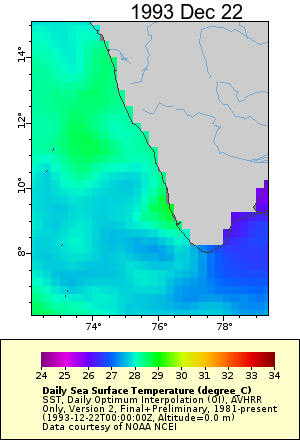 1993 Dec 22
14°
12°
10°
8°
74°
76°
78°
24 25 26 27 28 29 30 31 32 33 34
Daily Sea Surface Temperature (degree_C)
SST, Daily Optimum Interpolation (OI), AVHRR
Only, Version 2, Final+Preliminary, 1981-present
(1993-12-22T00:00:00Z, Altitude=0.0 m)
Data courtesy of NOAA NCEI